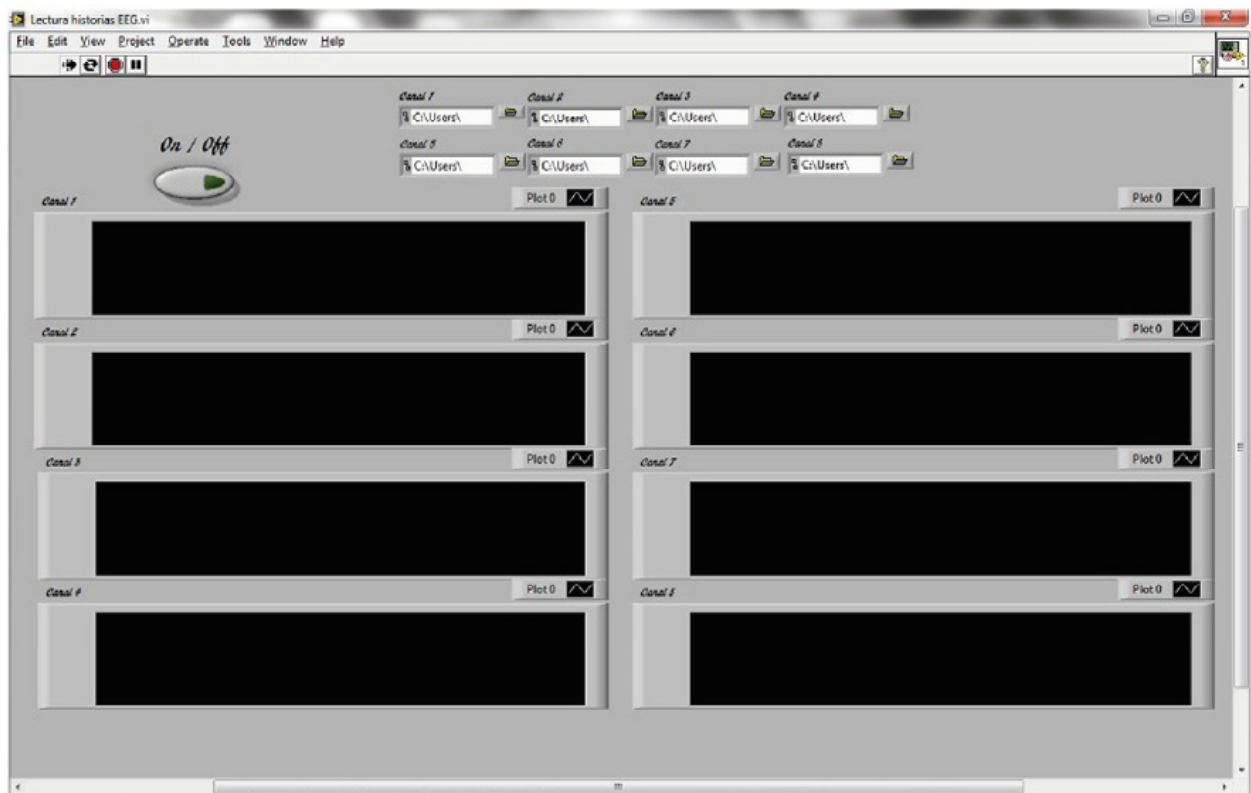 Lectura historias EEG.vi
File Edit View Project Operate Tools Window Help
Canal 1 Canal 2 Canal 3 Canal 4
C:\Users\ C:\Users\ C:\Users\ C:\Users\
On / Off
Canal 5 Canal 6 Canal 7 Canal 8
C:\Users\ C:\Users\ C:\Users\ C:\Users\
Canal 1 Plot 0 Canal 5 Plot 0
Canal 2 Plot 0 Canal 6 Plot 0
Canal 3 Plot 0 Canal 7 Plot 0
Canal 4 Plot 0 Canal 8 Plot 0